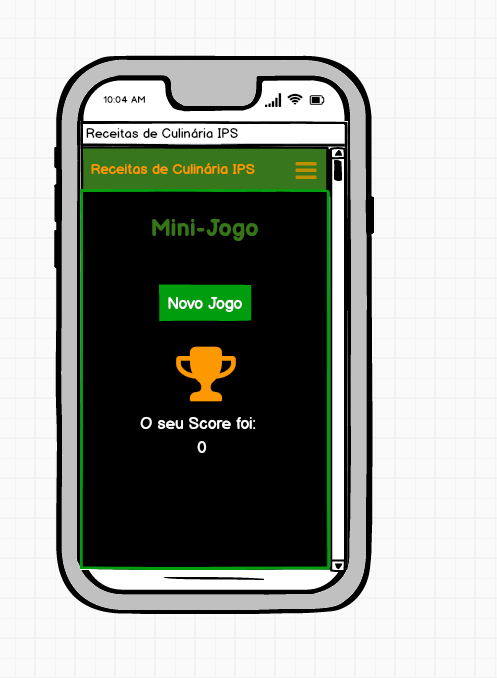 10:04 AM
Receitas de Culinária IPS
Receitas de Culinária IPS
Mini-Jogo
Novo Jogo
O seu Score foi:
0